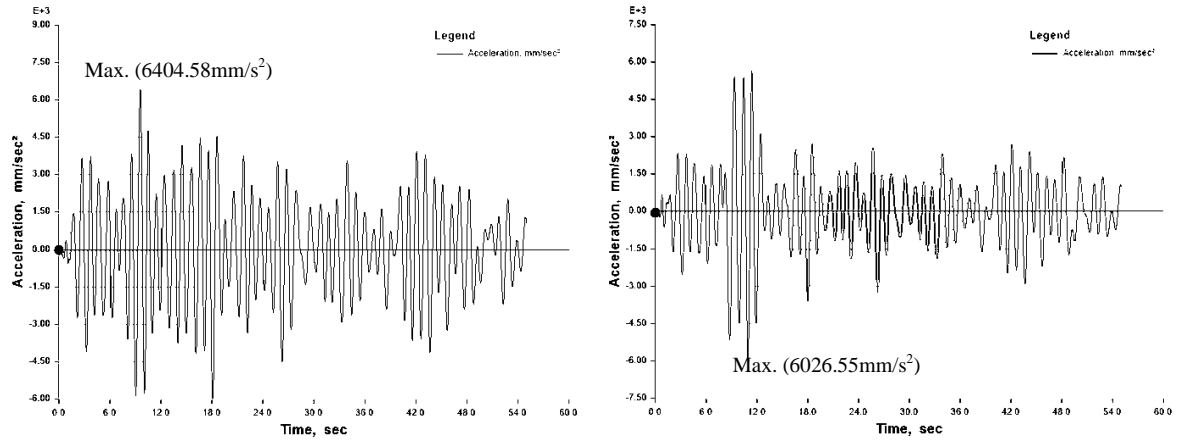 E+3
9.00
7.50
6.00
4.50
3.00
1.50
0.00
-1.50
-3.00
-4.50
-6.00
Acceleration, mm/sec²
Legend
Acceleration, mm/sec²
Max. (6404.58mm/s²)
0.0 6.0 12.0 18.0 24.0 30.0 36.0 42.0 48.0 54.0 60.0
Time, sec
E+3
7.50
6.00
4.50
3.00
1.50
0.00
-1.50
-3.00
-4.50
-6.00
-7.50
Acceleration, mm/sec²
Legend
Acceleration, mm/sec²
Max. (6026.55mm/s²)
0.0 6.0 12.0 18.0 24.0 30.0 36.0 42.0 48.0 54.0 60.0
Time, sec